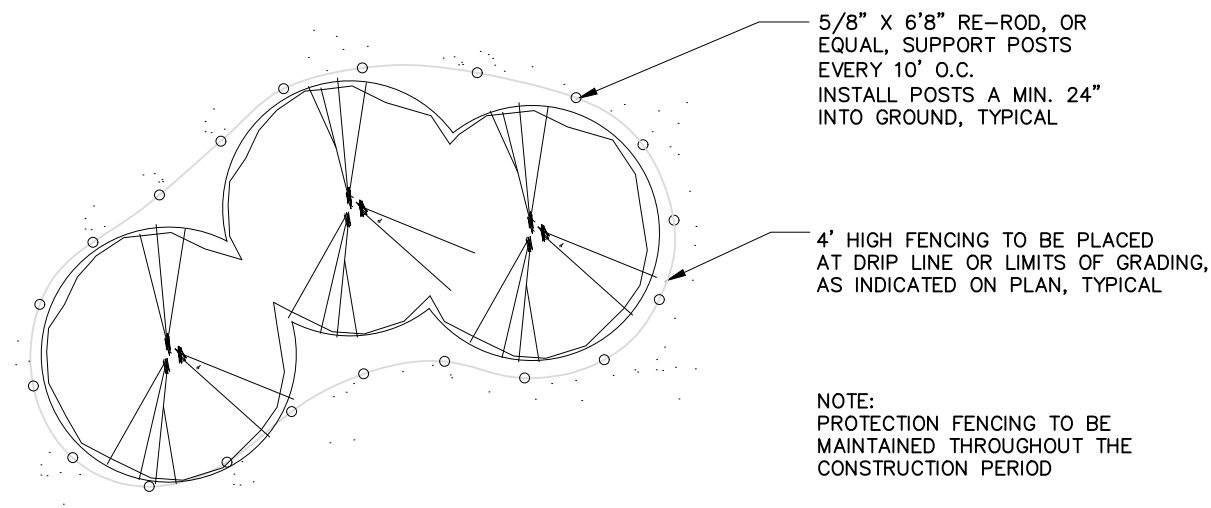 5/8" X 6'8" RE-ROD, OR
EQUAL, SUPPORT POSTS
EVERY 10' O.C.
INSTALL POSTS A MIN. 24"
INTO GROUND, TYPICAL
4' HIGH FENCING TO BE PLACED
AT DRIP LINE OR LIMITS OF GRADING,
AS INDICATED ON PLAN, TYPICAL
NOTE:
PROTECTION FENCING TO BE
MAINTAINED THROUGHOUT THE
CONSTRUCTION PERIOD